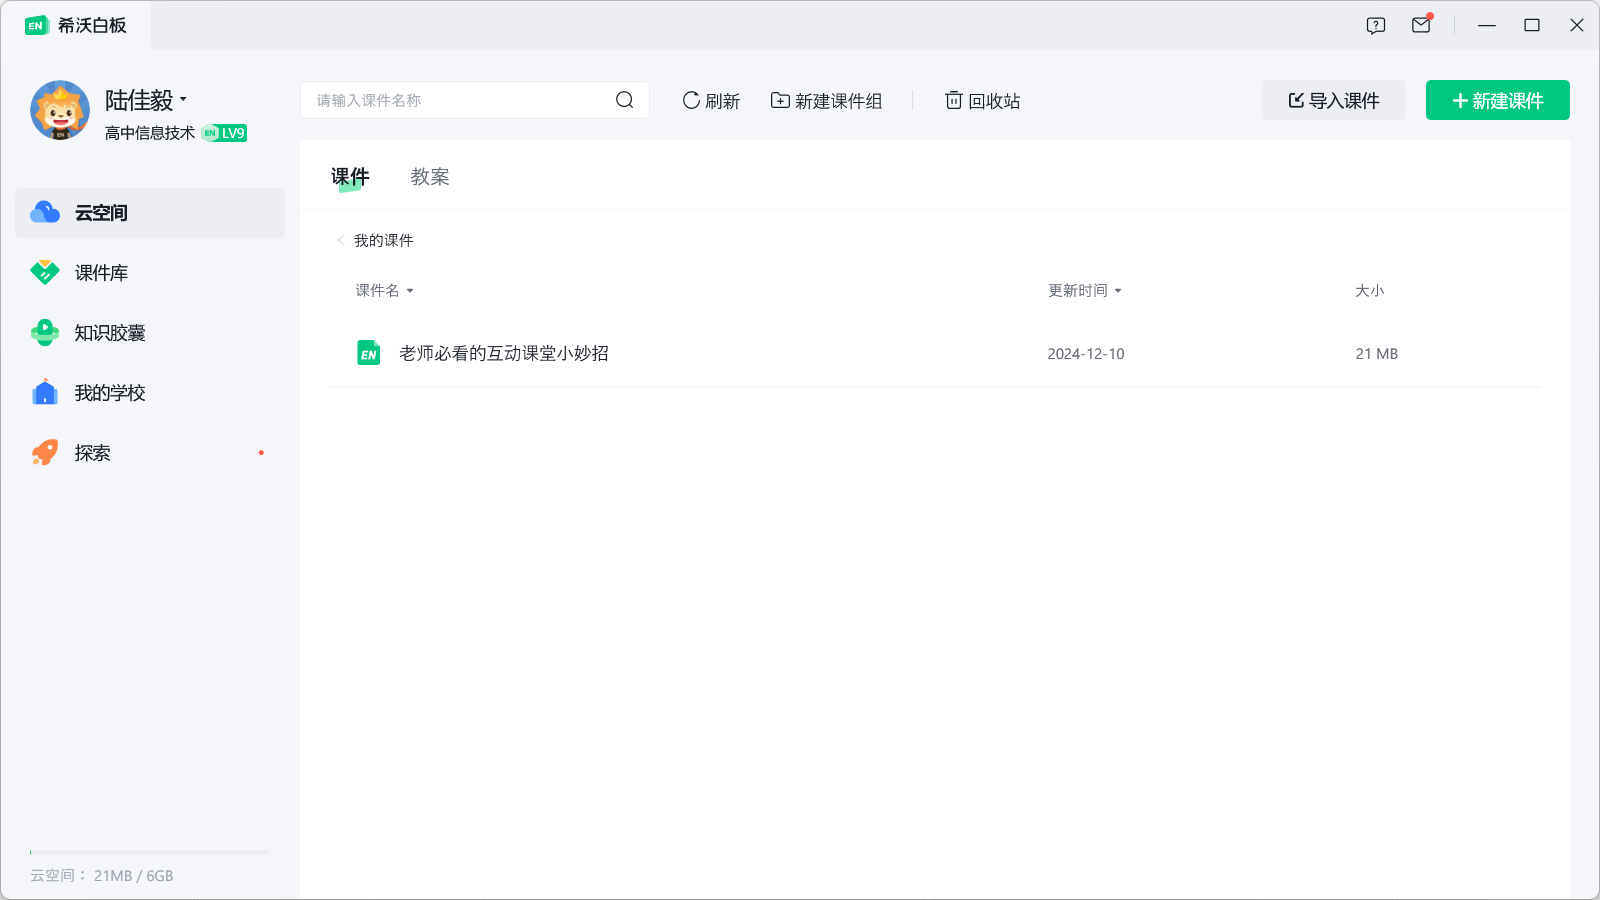 EN 希沃白板
陆佳毅
高中信息技术 EN LV9
请输入课件名称
刷新
新建课件组
回收站
导入课件
新建课件
云空间
课件库
知识胶囊
我的学校
探索
云空间： 21MB / 6GB
课件
教案
我的课件
课件名
更新时间
大小
EN 老师必看的互动课堂小妙招
2024-12-10
21 MB